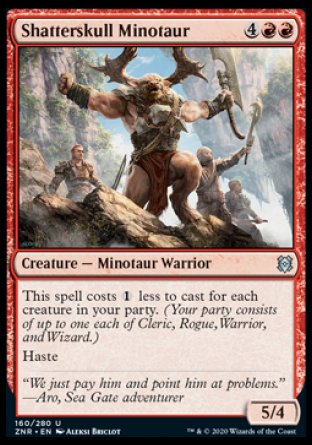 Shatterskull Minotaur 4
Creature — Minotaur Warrior
This spell costs 1 less to cast for each
creature in your party. (Your party consists
of up to one each of Cleric, Rogue, Warrior,
and Wizard.)
Haste
“We just pay him and point him at problems.”
—Aro, Sea Gate adventurer
5/4
160/280 U
ZNR • EN Aleksi Briclot
™ & © 2020 Wizards of the Coast